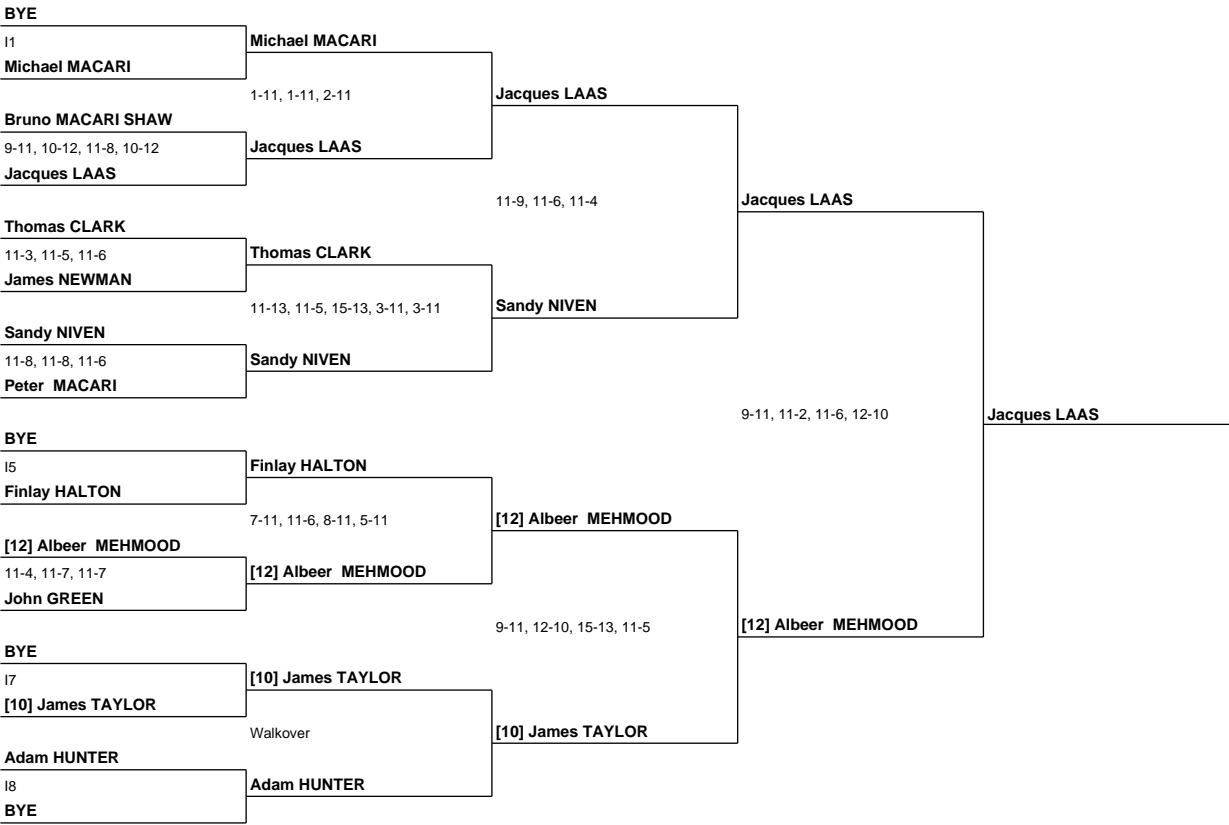 BYE
I1
Michael MACARI
Bruno MACARI SHAW
9-11, 10-12, 11-8, 10-12
Jacques LAAS
Thomas CLARK
11-3, 11-5, 11-6
James NEWMAN
Sandy NIVEN
11-8, 11-8, 11-6
Peter MACARI
BYE
I5
Finlay HALTON
[12] Albeer MEHMOOD
11-4, 11-7, 11-7
John GREEN
BYE
I7
[10] James TAYLOR
Adam HUNTER
I8
BYE
Michael MACARI
1-11, 1-11, 2-11
Jacques LAAS
Thomas CLARK
11-13, 11-5, 15-13, 3-11, 3-11
Sandy NIVEN
Finlay HALTON
7-11, 11-6, 8-11, 5-11
[12] Albeer MEHMOOD
[10] James TAYLOR
Walkover
Adam HUNTER
Jacques LAAS
11-9, 11-6, 11-4
Sandy NIVEN
[12] Albeer MEHMOOD
9-11, 12-10, 15-13, 11-5
[10] James TAYLOR
Jacques LAAS
9-11, 11-2, 11-6, 12-10
[12] Albeer MEHMOOD
Jacques LAAS